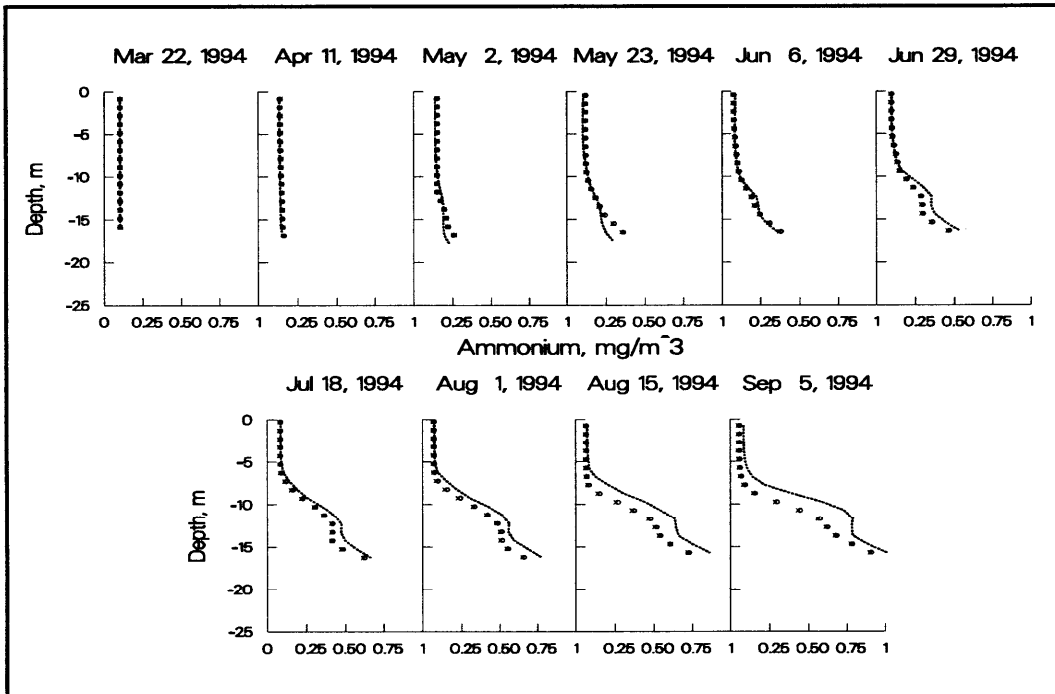 Mar 22, 1994 Apr 11, 1994 May 2, 1994 May 23, 1994 Jun 6, 1994 Jun 29, 1994
0
-5
-10
-15
-20
-25
Depth, m
0 0.25 0.50 0.75 1 0.25 0.50 0.75 1 0.25 0.50 0.75 1 0.25 0.50 0.75 1 0.25 0.50 0.75 1 0.25 0.50 0.75 1
Ammonium, mg/m^3
Jul 18, 1994 Aug 1, 1994 Aug 15, 1994 Sep 5, 1994
0
-5
-10
-15
-20
-25
Depth, m
0 0.25 0.50 0.75 1 0.25 0.50 0.75 1 0.25 0.50 0.75 1 0.25 0.50 0.75 1